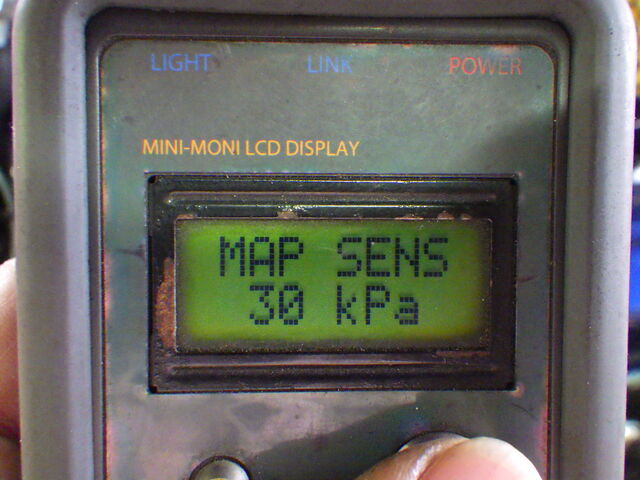 LIGHT LINK POWER
MINI-MONI LCD DISPLAY
MAP SENS
30 kPa